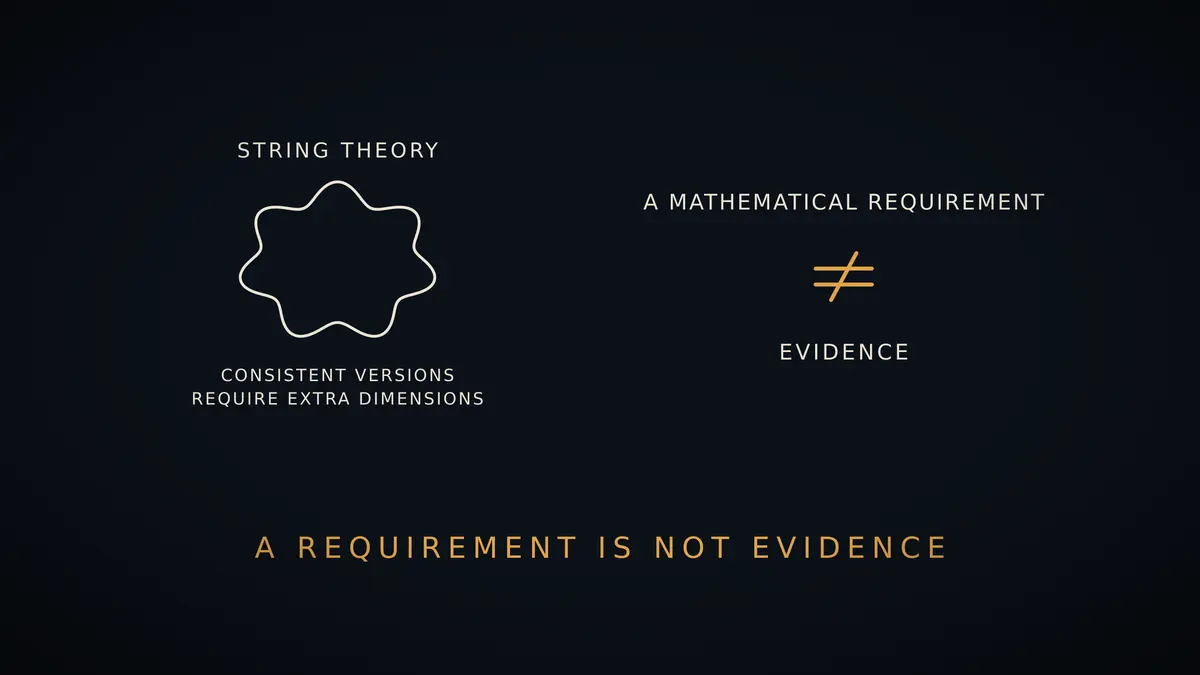 STRING THEORY
CONSISTENT VERSIONS
REQUIRE EXTRA DIMENSIONS
A MATHEMATICAL REQUIREMENT
≠
EVIDENCE
A REQUIREMENT IS NOT EVIDENCE